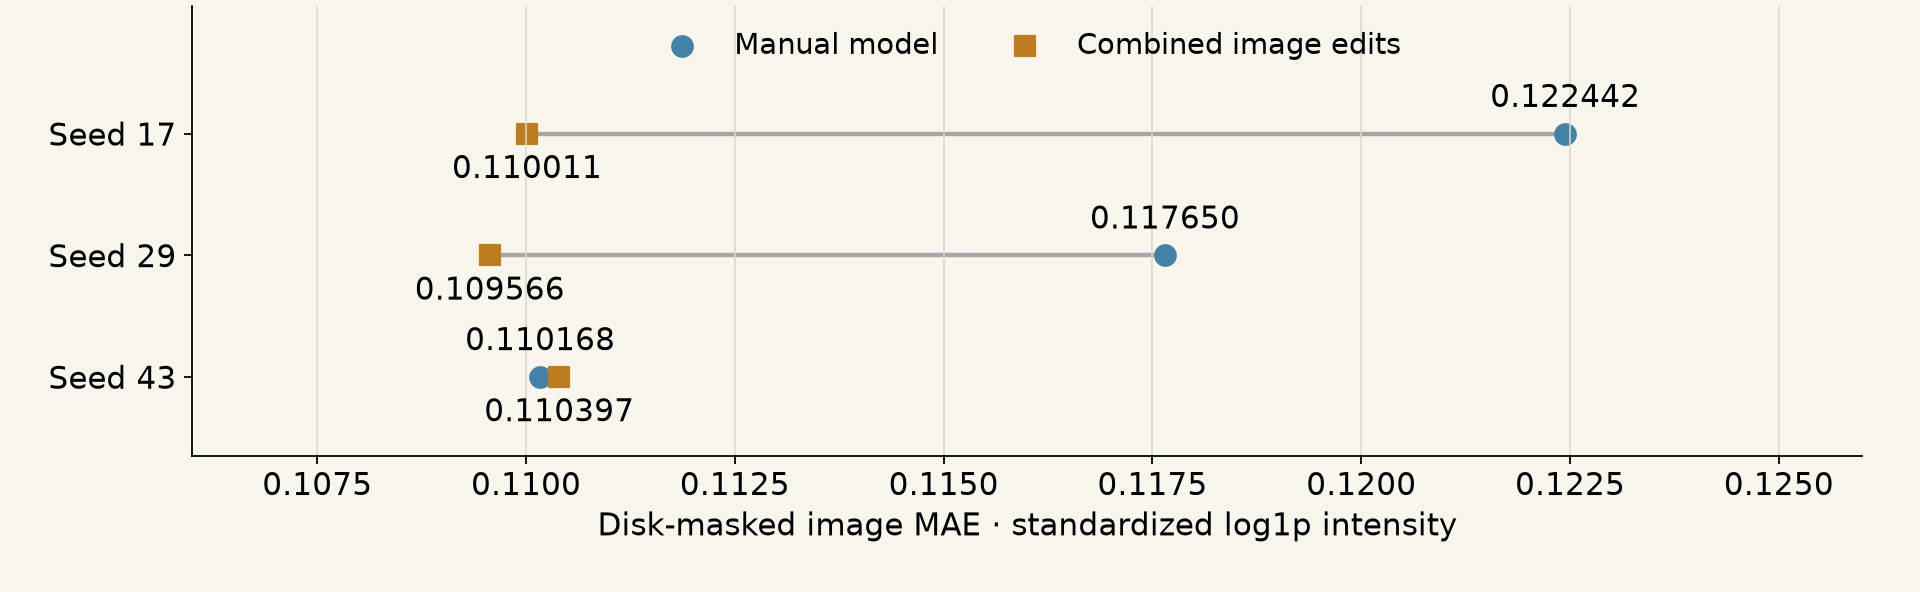 Manual model
Combined image edits
0.122442
Seed 17
0.110011
0.117650
Seed 29
0.109566
0.110168
Seed 43
0.110397
0.1075 0.1100 0.1125 0.1150 0.1175 0.1200 0.1225 0.1250
Disk-masked image MAE · standardized log1p intensity